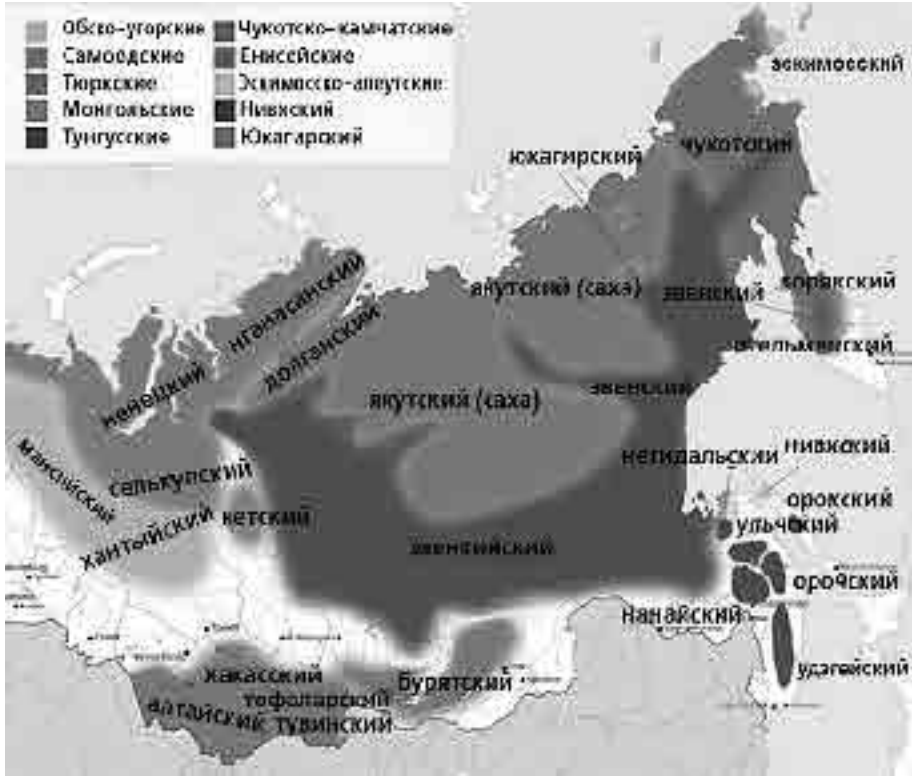 Обско-угорские
Самоедские
Тюркские
Монгольские
Тунгусские
Чукотско-камчатские
Енисейские
Эскимосско-алеутские
Нивхский
Юкагарский
эскимосский
чукотский
юкагирский
корякский
эвенский
ительменский
якутский (саха)
нганасанский
долганский
ненецкий
эвенский
якутский (саха)
мансийский
селькупский
негидальский
нивхский
хантыйский
кетский
орокский
ульчский
эвенкийский
орочский
нанайский
удэгейский
хакасский
бурятский
тофаларский
алтайский
тувинский